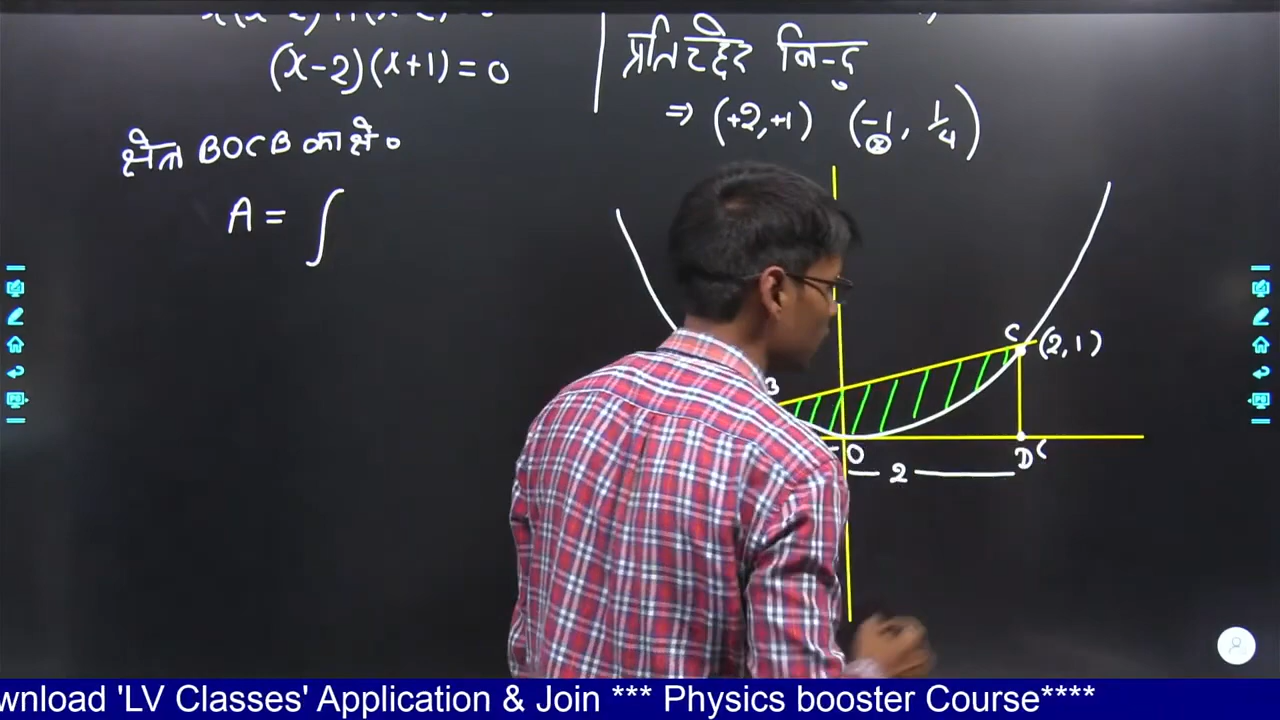 (x-2)(x+1)=0
प्रतिच्छेद बिन्दु
⇒ (+2,+1) (-1, 1/4)
क्षेत्र BOCB का क्षे०
A = ∫
B
C (2,1)
O
D
2
wnload 'LV Classes' Application & Join *** Physics booster Course****